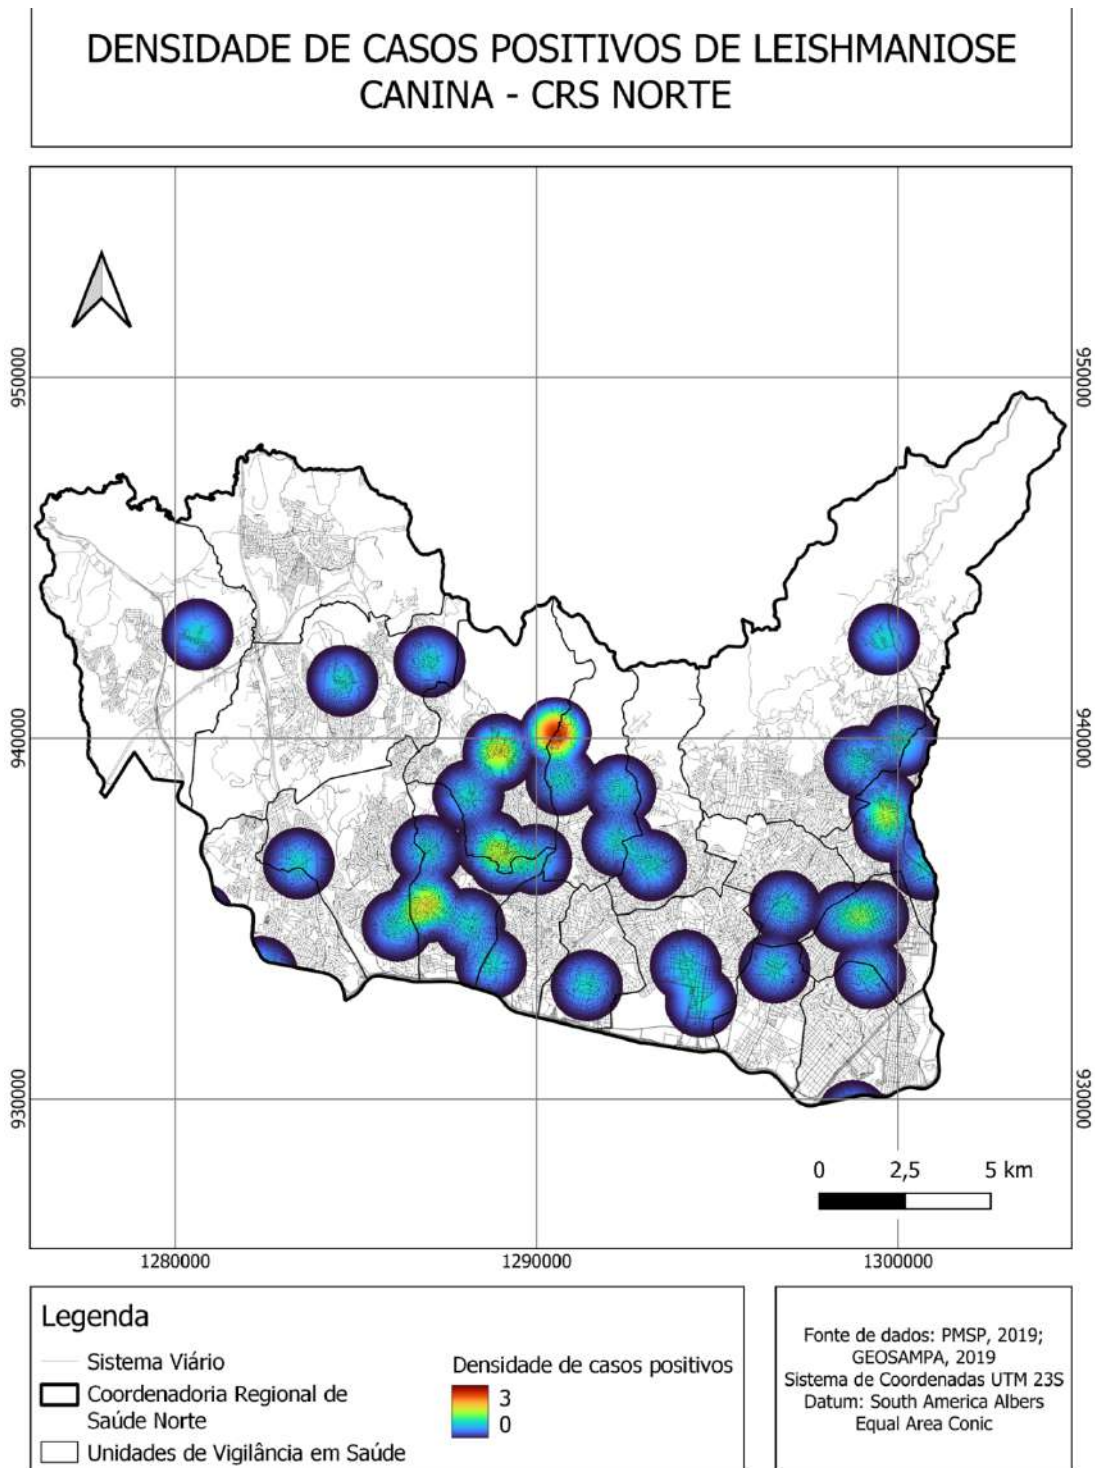 DENSIDADE DE CASOS POSITIVOS DE LEISHMANIOSE
CANINA - CRS NORTE
950000
950000
940000
940000
930000
930000
0 2,5 5 km
1280000 1290000 1300000
Legenda
Sistema Viário
Coordenadoria Regional de
Saúde Norte
Unidades de Vigilância em Saúde
Densidade de casos positivos
3
0
Fonte de dados: PMSP, 2019;
GEOSAMPA, 2019
Sistema de Coordenadas UTM 23S
Datum: South America Albers
Equal Area Conic